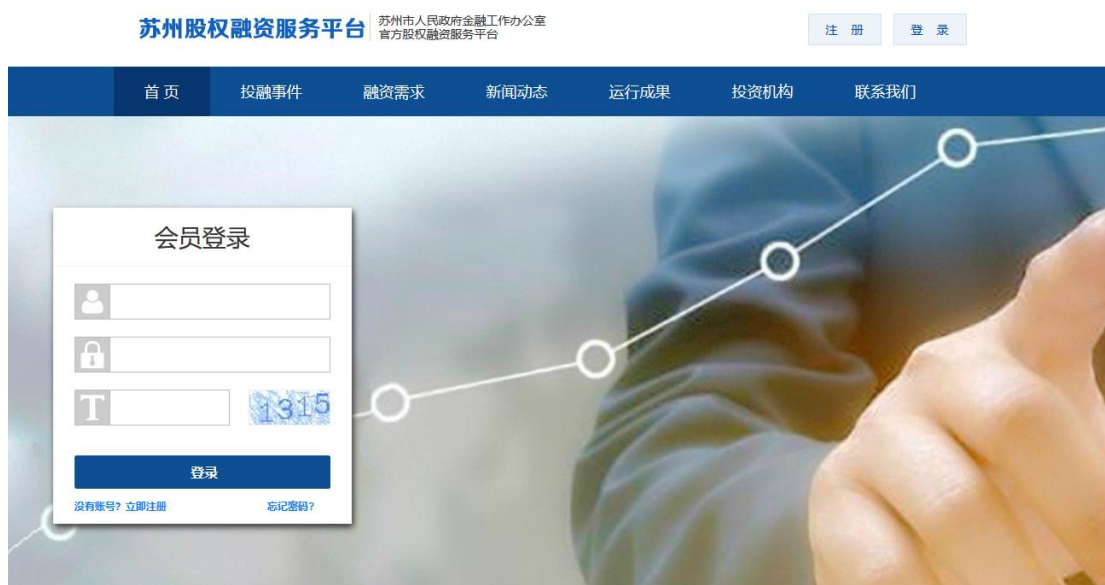 苏州股权融资服务平台
苏州市人民政府金融工作办公室
官方股权融资服务平台
注 册 登 录
首 页 投融事件 融资需求 新闻动态 运行成果 投资机构 联系我们
会员登录
T 1315
登录
没有账号？立即注册 忘记密码？